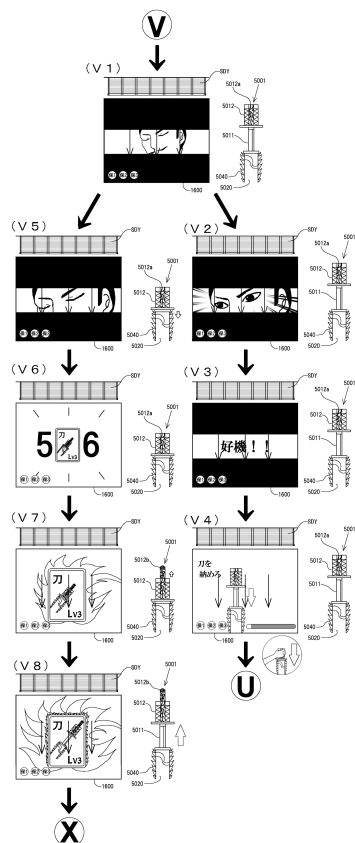 V
(V1)
SDY
5012a
5001
5012
5011
5040
5020
1600
(V5)
SDY
5012a
5001
5012
5040
5020
1600
(V2)
SDY
5012a
5001
5012
5011
5040
5020
1600
(V6)
SDY
5012a
5001
5012
5 刀 Lv3 6
5040
5020
1600
(V3)
SDY
5012a
5001
5012
5011
好機！！
5040
5020
1600
(V7)
SDY
5001
5012b
5012
刀
Lv3
5040
5020
1600
(V4)
SDY
5012a
5001
5012
5011
刀を
納めろ
5040
5020
1600
U
(V8)
SDY
5001
5012b
5012
5011
刀
Lv3
5040
5020
1600
X